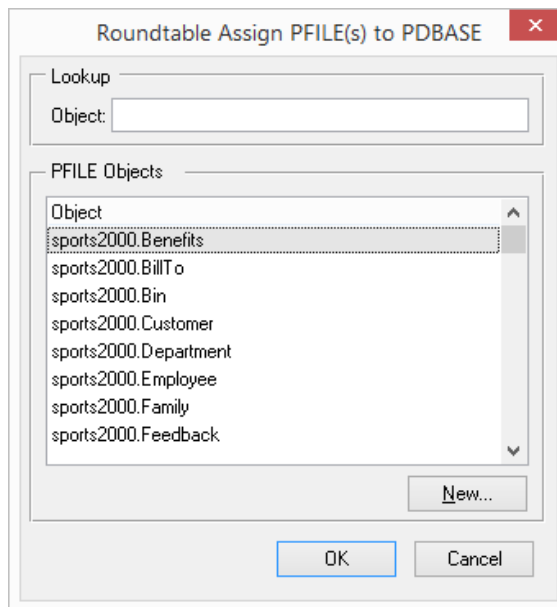 Roundtable Assign PFILE(s) to PDBASE
Lookup
Object:
PFILE Objects
Object
sports2000.Benefits
sports2000.BillTo
sports2000.Bin
sports2000.Customer
sports2000.Department
sports2000.Employee
sports2000.Family
sports2000.Feedback
New...
OK Cancel